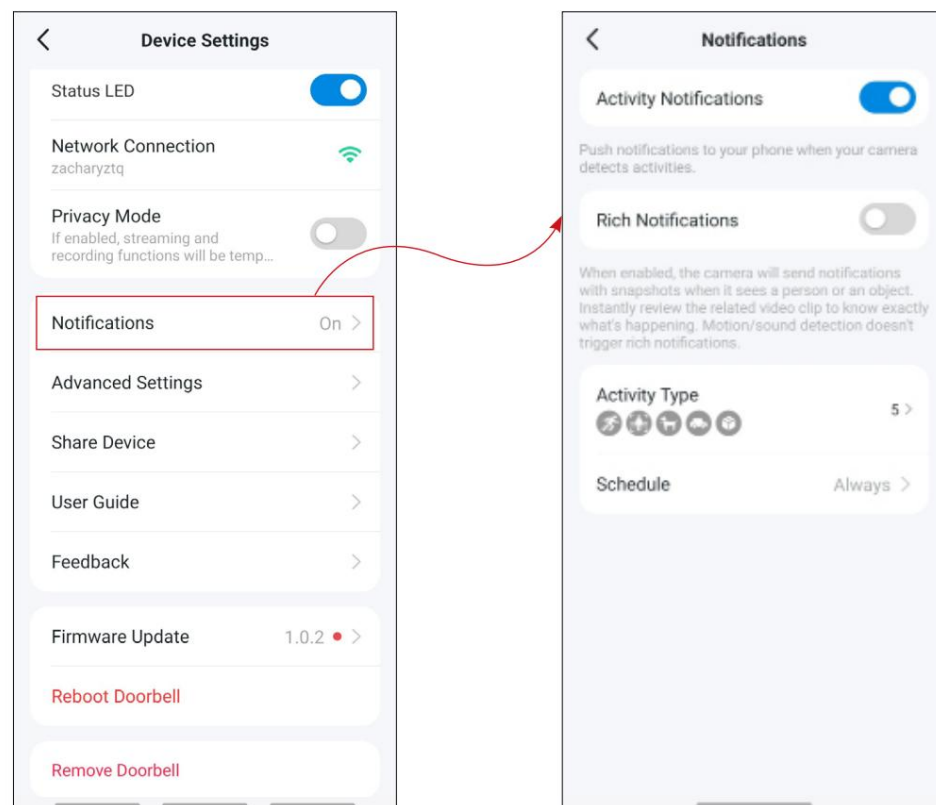 Device Settings
Status LED
Network Connection
zacharyztq
Privacy Mode
If enabled, streaming and
recording functions will be temp...
Notifications On
Advanced Settings
Share Device
User Guide
Feedback
Firmware Update 1.0.2
Reboot Doorbell
Remove Doorbell
Notifications
Activity Notifications
Push notifications to your phone when your camera
detects activities.
Rich Notifications
When enabled, the camera will send notifications
with snapshots when it sees a person or an object.
Instantly review the related video clip to know exactly
what's happening. Motion/sound detection doesn't
trigger rich notifications.
Activity Type
5
Schedule Always